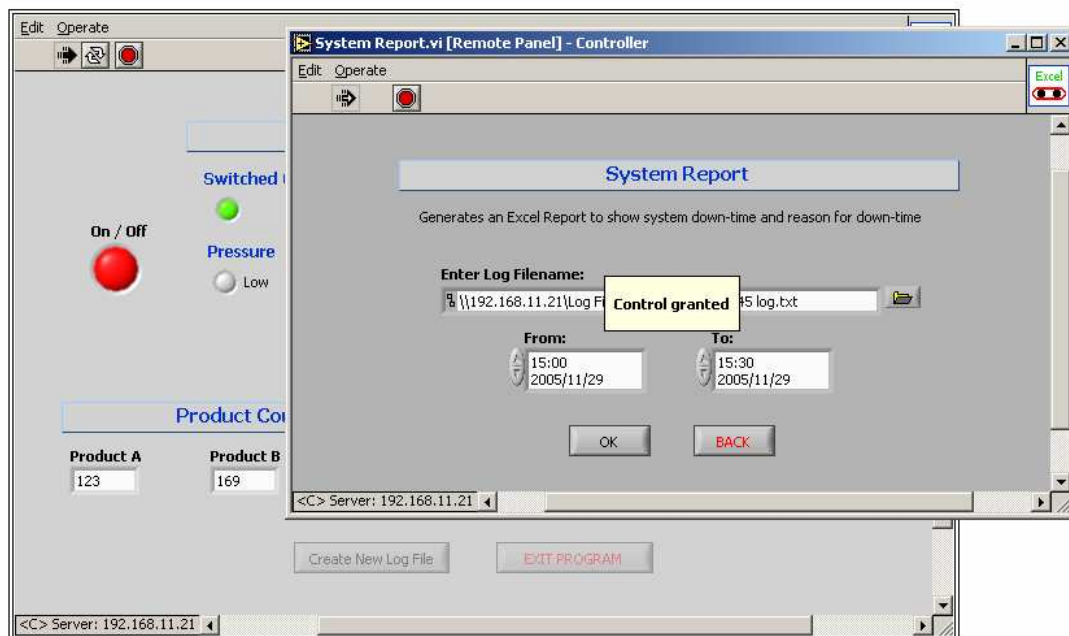 Edit Operate
System Report.vi [Remote Panel] - Controller
Edit Operate
Excel
System Report
Generates an Excel Report to show system down-time and reason for down-time
Enter Log Filename:
\\192.168.11.21\Log
45 log.txt
Control granted
From:
To:
15:00
2005/11/29
15:30
2005/11/29
OK
BACK
<C> Server: 192.168.11.21
Switched
On / Off
Pressure
Low
Product
Product A
Product B
123
169
Create New Log File
EXIT PROGRAM
<C> Server: 192.168.11.21